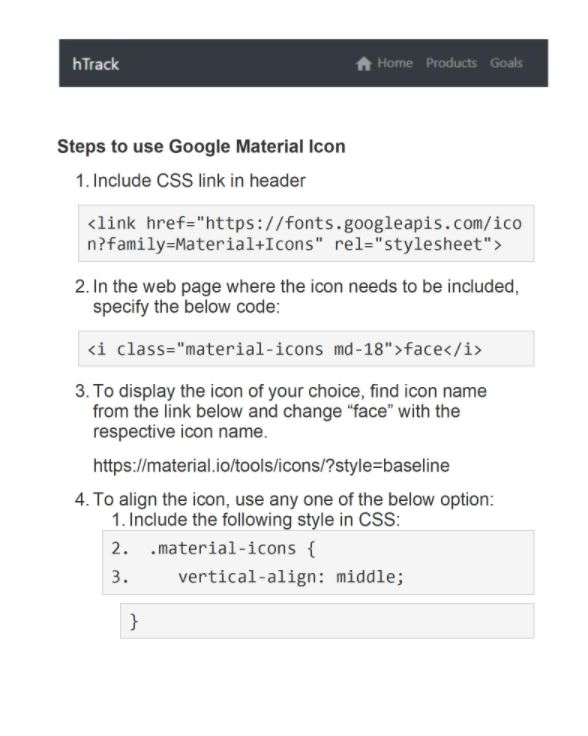 hTrack Home Products Goals
Steps to use Google Material Icon
1. Include CSS link in header
<link href="https://fonts.googleapis.com/ico
n?family=Material+Icons" rel="stylesheet">
2. In the web page where the icon needs to be included,
specify the below code:
<i class="material-icons md-18">face</i>
3. To display the icon of your choice, find icon name
from the link below and change “face” with the
respective icon name.
https://material.io/tools/icons/?style=baseline
4. To align the icon, use any one of the below option:
1. Include the following style in CSS:
2. .material-icons {
3. vertical-align: middle;
}